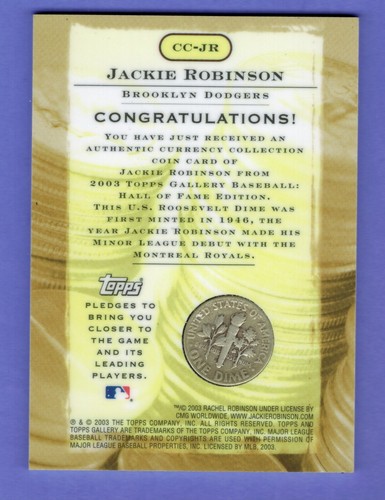 CC-JR
JACKIE ROBINSON
BROOKLYN DODGERS
CONGRATULATIONS!
YOU HAVE JUST RECEIVED AN
AUTHENTIC CURRENCY COLLECTION
COIN CARD OF
JACKIE ROBINSON FROM
2003 TOPPS GALLERY BASEBALL:
HALL OF FAME EDITION.
THIS U.S. ROOSEVELT DIME WAS
FIRST MINTED IN 1946, THE
YEAR JACKIE ROBINSON MADE HIS
MINOR LEAGUE DEBUT WITH THE
MONTREAL ROYALS.
Topps
PLEDGES TO
BRING YOU
CLOSER TO
THE GAME
AND ITS
LEADING
PLAYERS.
UNITED STATES OF AMERICA
ONE DIME
™/© 2003 RACHEL ROBINSON UNDER LICENSE BY
CMG WORLDWIDE, WWW.JACKIEROBINSON.COM
® & © 2003 THE TOPPS COMPANY, INC. ALL RIGHTS RESERVED. TOPPS AND
TOPPS GALLERY ARE TRADEMARKS OF THE TOPPS COMPANY, INC. MAJOR LEAGUE
BASEBALL TRADEMARKS AND COPYRIGHTS ARE USED WITH PERMISSION OF
MAJOR LEAGUE BASEBALL PROPERTIES, INC. LICENSED BY MLB, 2003.